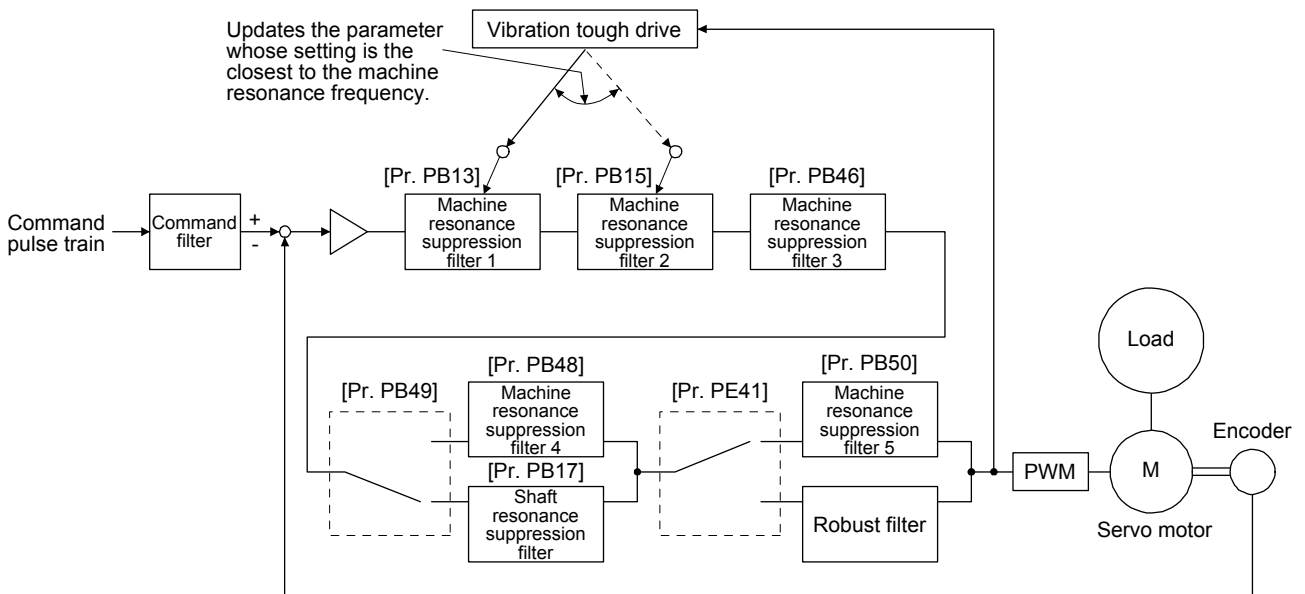 Updates the parameter
whose setting is the
closest to the machine
resonance frequency.
Vibration tough drive
[Pr. PB13]
[Pr. PB15]
[Pr. PB46]
Command
pulse train
Command
filter
+
-
Machine
resonance
suppression
filter 1
Machine
resonance
suppression
filter 2
Machine
resonance
suppression
filter 3
Load
[Pr. PB49]
[Pr. PB48]
Machine
resonance
suppression
filter 4
[Pr. PB17]
Shaft
resonance
suppression
filter
[Pr. PE41]
[Pr. PB50]
Machine
resonance
suppression
filter 5
Robust filter
PWM
M
Servo motor
Encoder